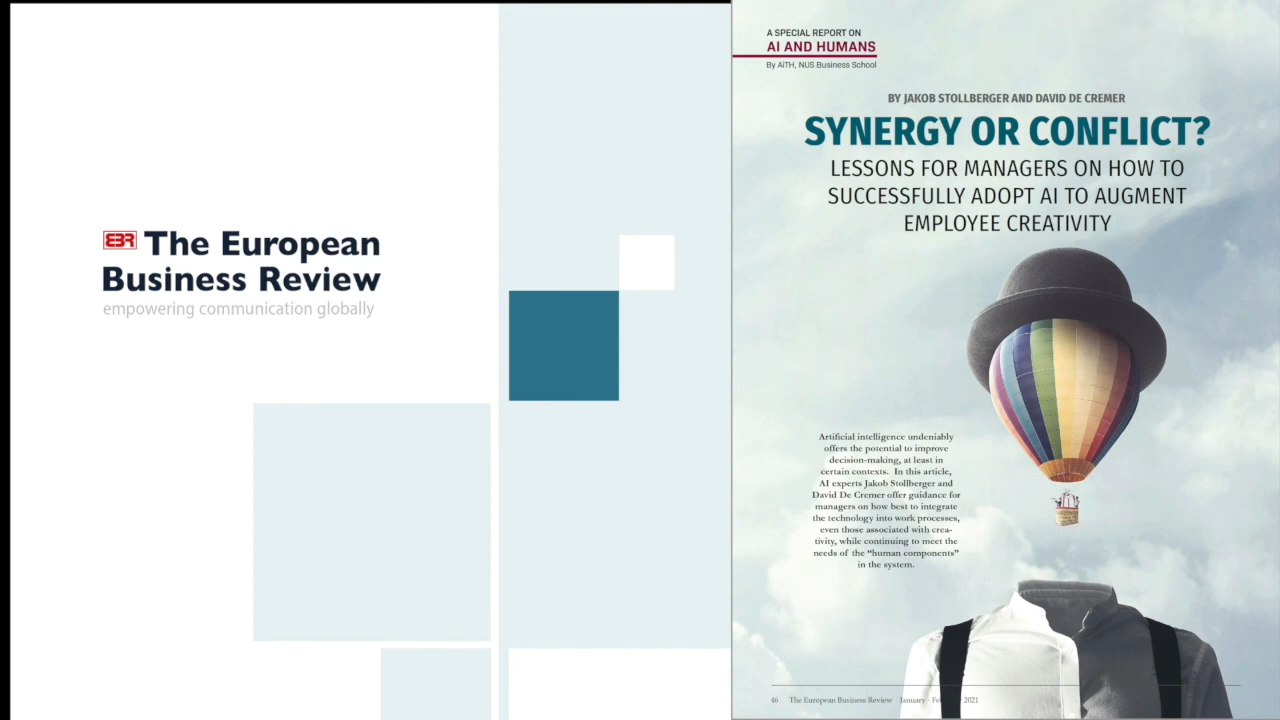 EBR The European
Business Review
empowering communication globally
A SPECIAL REPORT ON
AI AND HUMANS
By AiTH, NUS Business School
BY JAKOB STOLLBERGER AND DAVID DE CREMER
SYNERGY OR CONFLICT?
LESSONS FOR MANAGERS ON HOW TO
SUCCESSFULLY ADOPT AI TO AUGMENT
EMPLOYEE CREATIVITY
Artificial intelligence undeniably
offers the potential to improve
decision-making, at least in
certain contexts. In this article,
AI experts Jakob Stollberger and
David De Cremer offer guidance for
managers on how best to integrate
the technology into work processes,
even those associated with crea-
tivity, while continuing to meet the
needs of the “human components”
in the system.
46 The European Business Review January - 2021